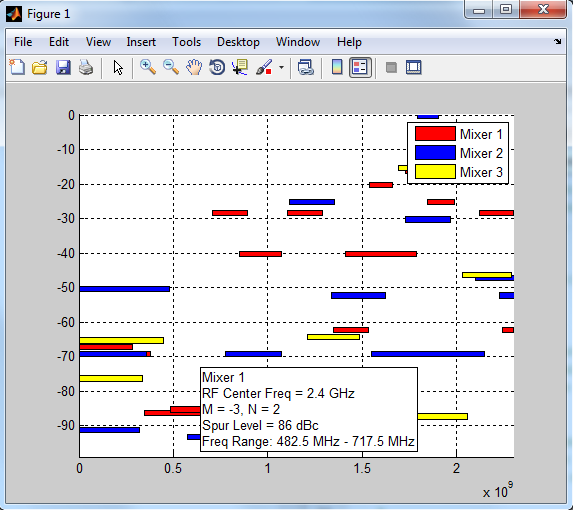 Figure 1
File Edit View Insert Tools Desktop Window Help
0
-10
-20
-30
-40
-50
-60
-70
-80
-90
Mixer 1
Mixer 2
Mixer 3
Mixer 1
RF Center Freq = 2.4 GHz
M = -3, N = 2
Spur Level = 86 dBc
Freq Range: 482.5 MHz - 717.5 MHz
0 0.5 1 1.5 2
x 10^9